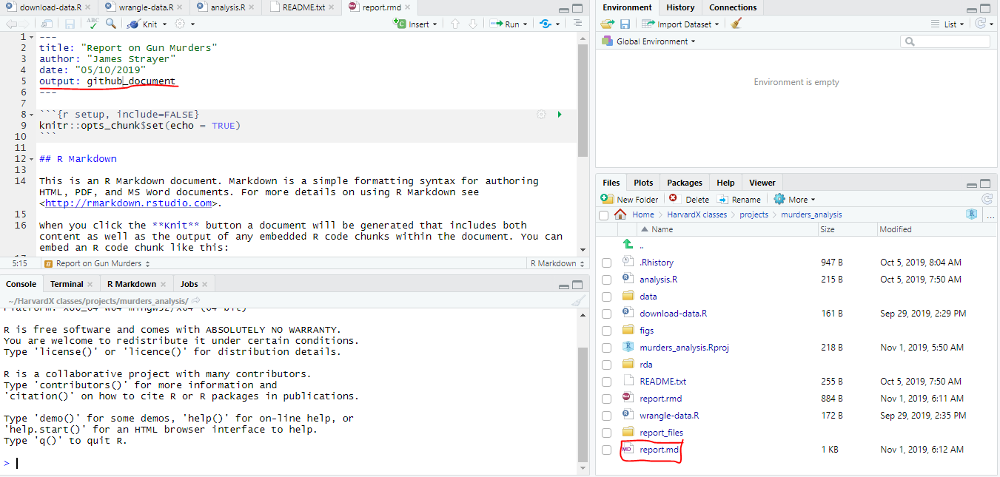 download-data.R
wrangle-data.R
analysis.R
README.txt
report.rmd
ABC
Knit
Insert
Run
1 ---
2 title: "Report on Gun Murders"
3 author: "James Strayer"
4 date: "05/10/2019"
5 output: github_document
6 ---
7
8 ```{r setup, include=FALSE}
9 knitr::opts_chunk$set(echo = TRUE)
10 ```
11
12 ## R Markdown
13
14 This is an R Markdown document. Markdown is a simple formatting syntax for authoring
HTML, PDF, and MS Word documents. For more details on using R Markdown see
<http://rmarkdown.rstudio.com>.
15
16 When you click the **Knit** button a document will be generated that includes both
content as well as the output of any embedded R code chunks within the document. You can
embed an R code chunk like this:
5:15 # Report on Gun Murders R Markdown
Console Terminal R Markdown Jobs
~/HarvardX classes/projects/murders_analysis/
Platform: x86_64-w64-mingw32/x64 (64-bit)
R is free software and comes with ABSOLUTELY NO WARRANTY.
You are welcome to redistribute it under certain conditions.
Type 'license()' or 'licence()' for distribution details.
R is a collaborative project with many contributors.
Type 'contributors()' for more information and
'citation()' on how to cite R or R packages in publications.
Type 'demo()' for some demos, 'help()' for on-line help, or
'help.start()' for an HTML browser interface to help.
Type 'q()' to quit R.
>
Environment History Connections
Import Dataset List
Global Environment
Environment is empty
Files Plots Packages Help Viewer
New Folder Delete Rename More
Home HarvardX classes projects murders_analysis R ...
Name Size Modified
..
.Rhistory 947 B Oct 5, 2019, 8:04 AM
analysis.R 215 B Oct 5, 2019, 7:50 AM
data
download-data.R 161 B Sep 29, 2019, 2:29 PM
figs
murders_analysis.Rproj 218 B Nov 1, 2019, 5:50 AM
rda
README.txt 255 B Oct 5, 2019, 7:50 AM
report.rmd 884 B Nov 1, 2019, 6:11 AM
wrangle-data.R 172 B Sep 29, 2019, 2:35 PM
report_files
MD report.md 1 KB Nov 1, 2019, 6:12 AM